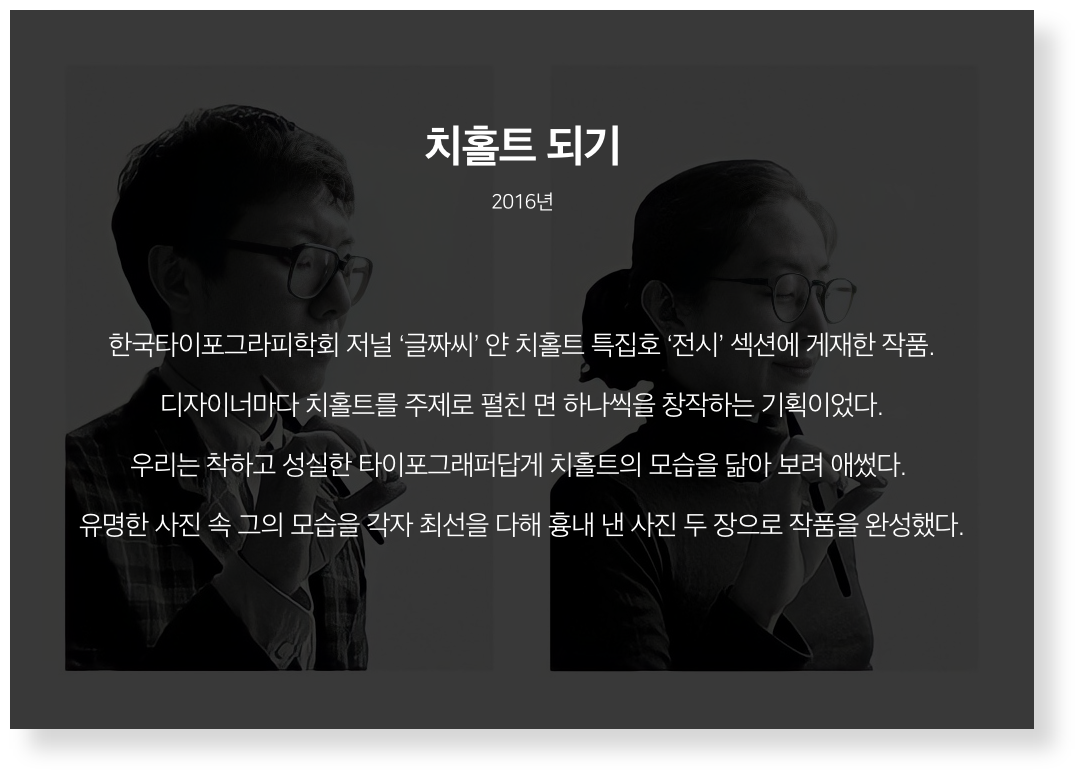 치홀트 되기
2016년
한국타이포그라피학회 저널 ‘글짜씨’ 얀 치홀트 특집호 ‘전시’ 섹션에 게재한 작품.
디자이너마다 치홀트를 주제로 펼친 면 하나씩을 창작하는 기획이었다.
우리는 착하고 성실한 타이포그래퍼답게 치홀트의 모습을 닮아 보려 애썼다.
유명한 사진 속 그의 모습을 각자 최선을 다해 흉내 낸 사진 두 장으로 작품을 완성했다.